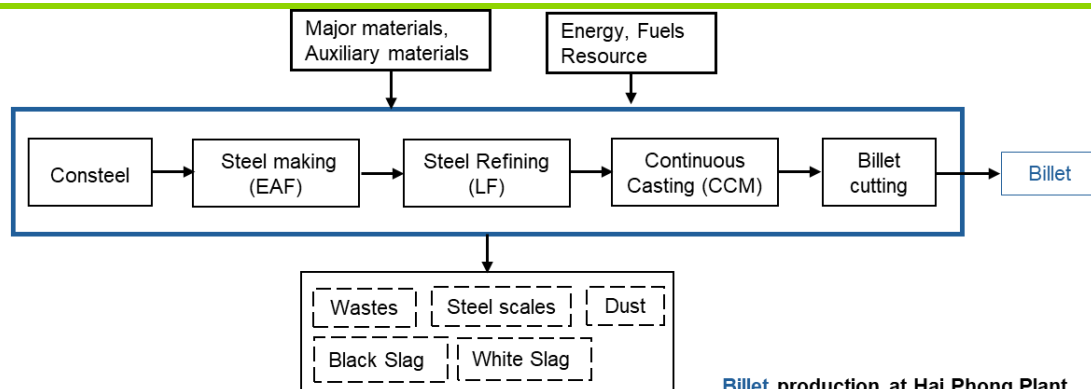 Major materials,
Auxiliary materials
Energy, Fuels
Resource
Consteel
Steel making
(EAF)
Steel Refining
(LF)
Continuous
Casting (CCM)
Billet
cutting
Billet
Wastes
Steel scales
Dust
Black Slag
White Slag
Billet production at Hai Phong Plant